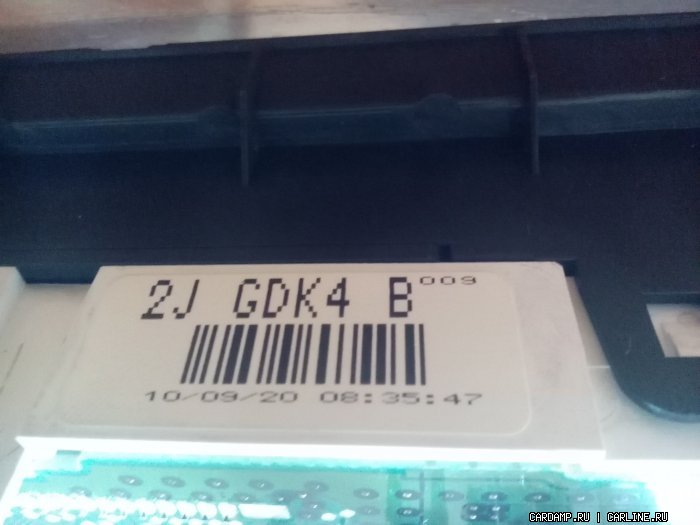 2J GDK4 B 009
10/09/20 08:35:47
CARDAMP.RU | CARLINE.RU